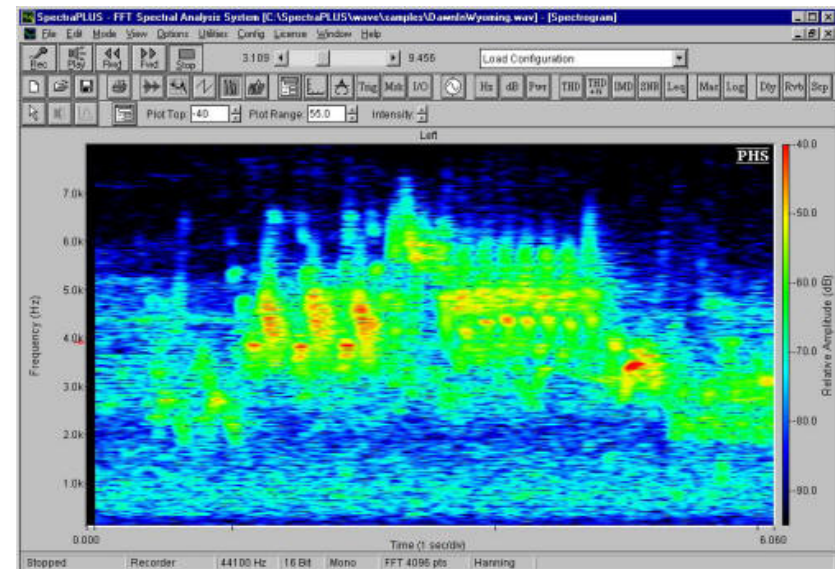 SpectraPLUS - FFT Spectral Analysis System [C:\SpectraPLUS\wave\samples\DawnInWyoming.wav] - [Spectrogram]
File Edit Mode View Options Utilities Config License Window Help
Rec Play Rwd Fwd Stop 3.109 9.456 Load Configuration
Trig Mrk I/O Hz dB Pwr THD THD +N IMD SNR Leq Mac Log Dly Rvb Scp
Plot Top: -40 Plot Range: 55.0 Intensity:
Left
PHS
7.0k
6.0k
5.0k
4.0k
3.0k
2.0k
1.0k
Frequency (Hz)
-40.0
-50.0
-60.0
-70.0
-80.0
-90.0
Relative Amplitude (dB)
0.000 Time (1 sec/div) 6.060
Stopped Recorder 44100 Hz 16 Bit Mono FFT 4096 pts Hanning